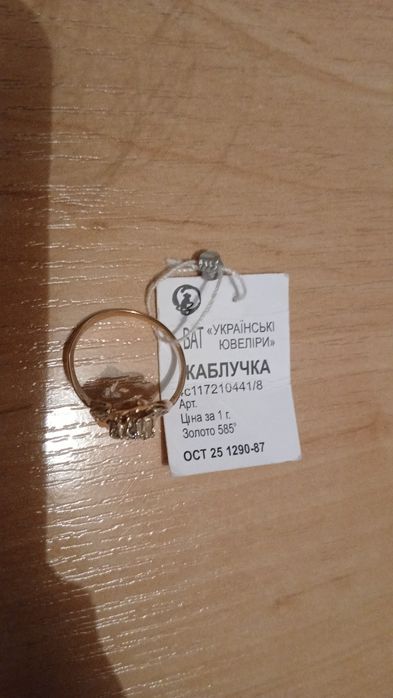 ВАТ «УКРАЇНСЬКІ
ЮВЕЛІРИ»
КАБЛУЧКА
с117210441/8
Арт.
Ціна за 1 г.
Золото 585°
ОСТ 25 1290-87